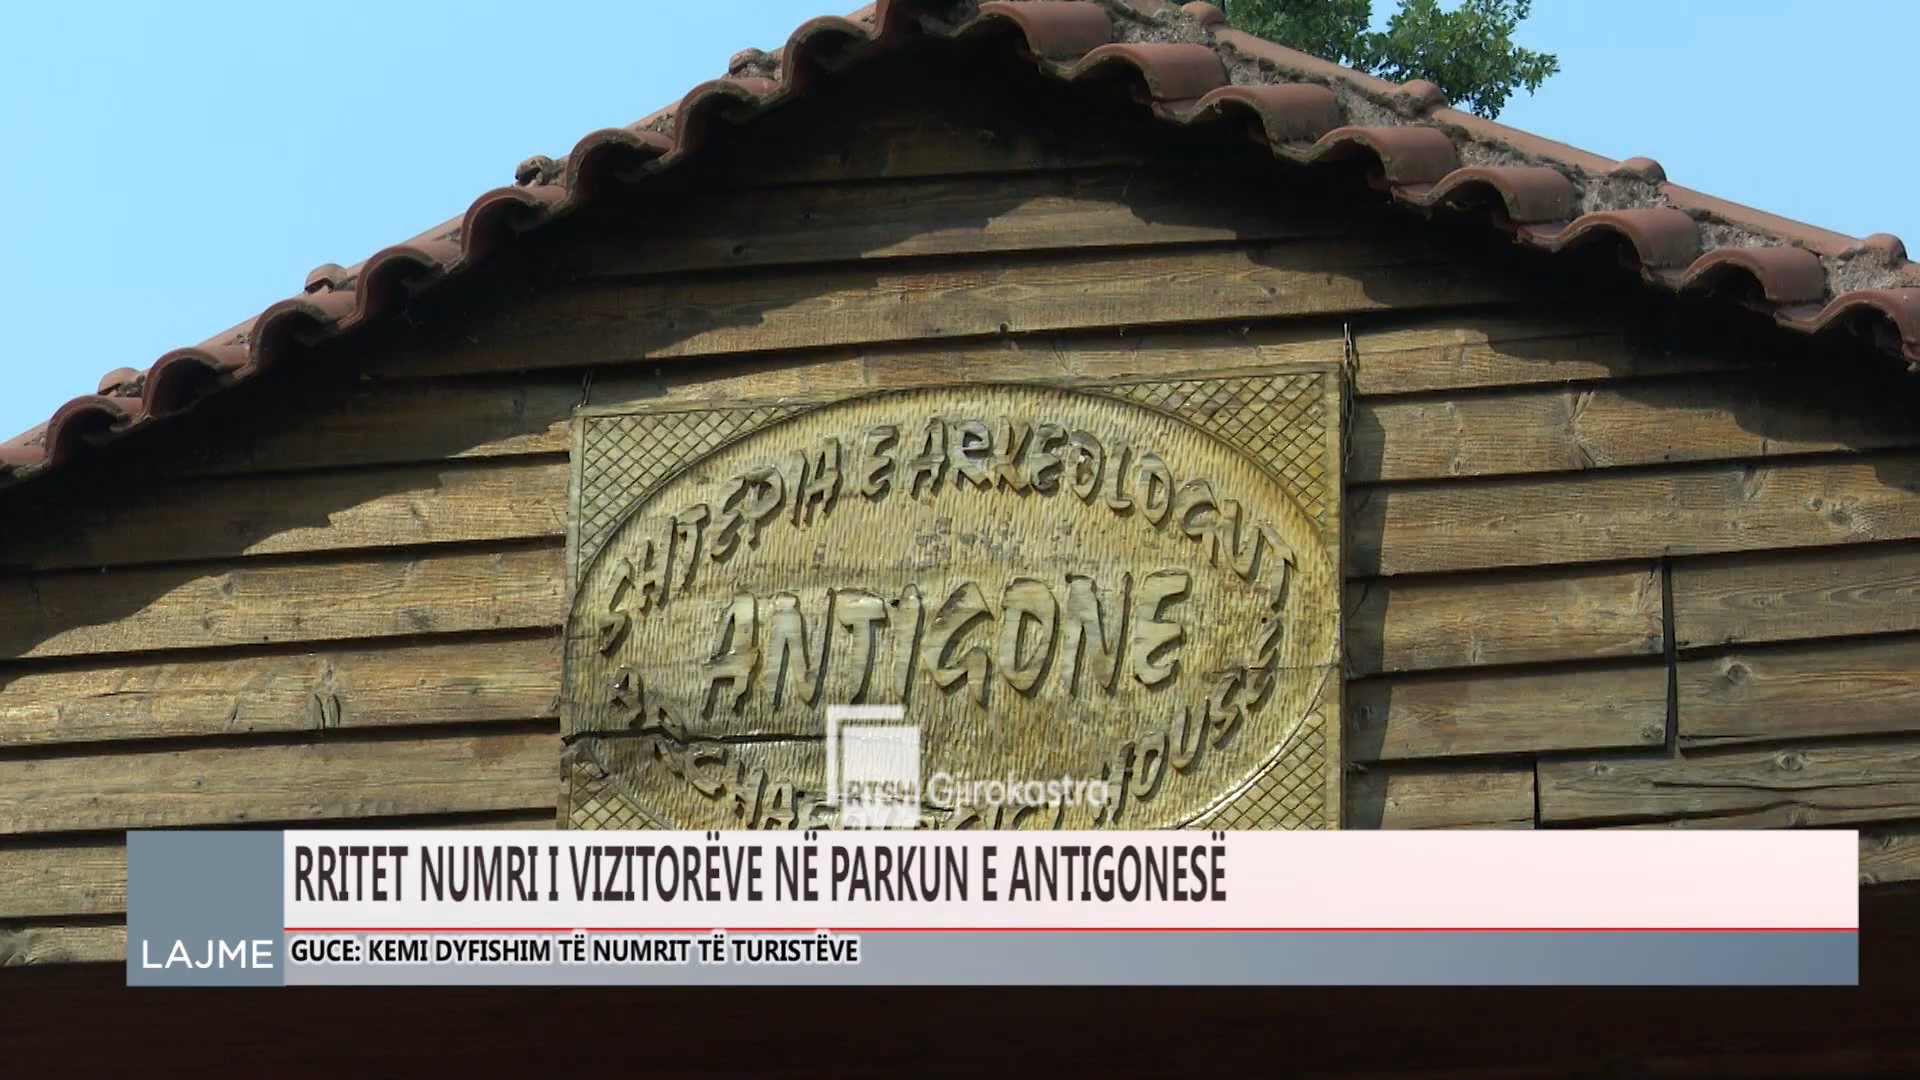 SHTEPIA E ARKEOLOGUT
ANTIGONE
HOUSE
RTSH Gjirokastra
RRITET NUMRI I VIZITORËVE NË PARKUN E ANTIGONESË
LAJME
GUCE: KEMI DYFISHIM TË NUMRIT TË TURISTËVE